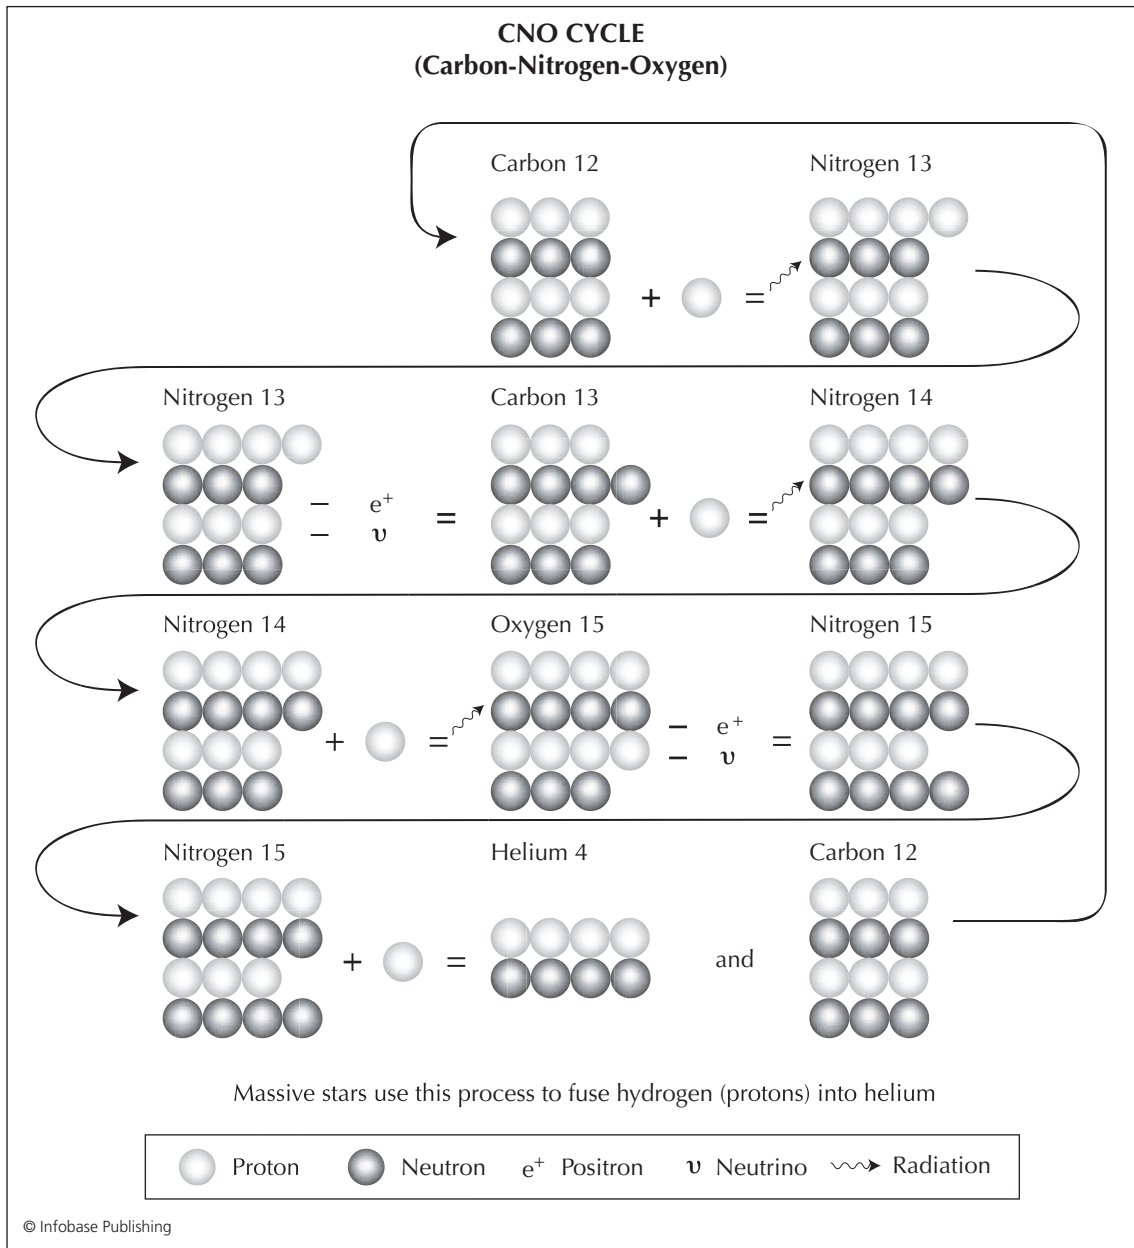 CNO CYCLE
(Carbon-Nitrogen-Oxygen)
Carbon 12 Nitrogen 13
+ =
Nitrogen 13 Carbon 13 Nitrogen 14
– e⁺
– υ = + =
Nitrogen 14 Oxygen 15 Nitrogen 15
+ = – e⁺
– υ =
Nitrogen 15 Helium 4 Carbon 12
+ = and
Massive stars use this process to fuse hydrogen (protons) into helium
Proton Neutron e⁺ Positron υ Neutrino Radiation
© Infobase Publishing